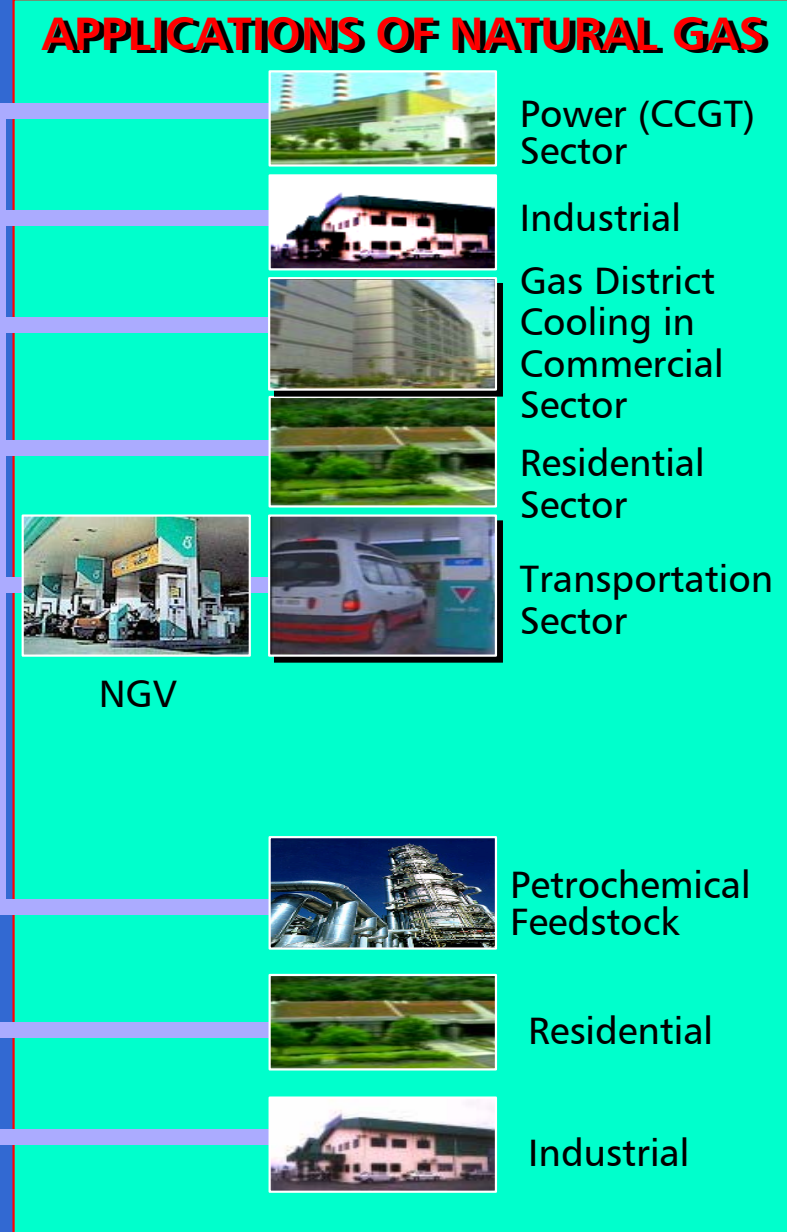 APPLICATIONS OF NATURAL GAS
Power (CCGT)
Sector
Industrial
Gas District
Cooling in
Commercial
Sector
Residential
Sector
Transportation
Sector
NGV
Petrochemical
Feedstock
Residential
Industrial